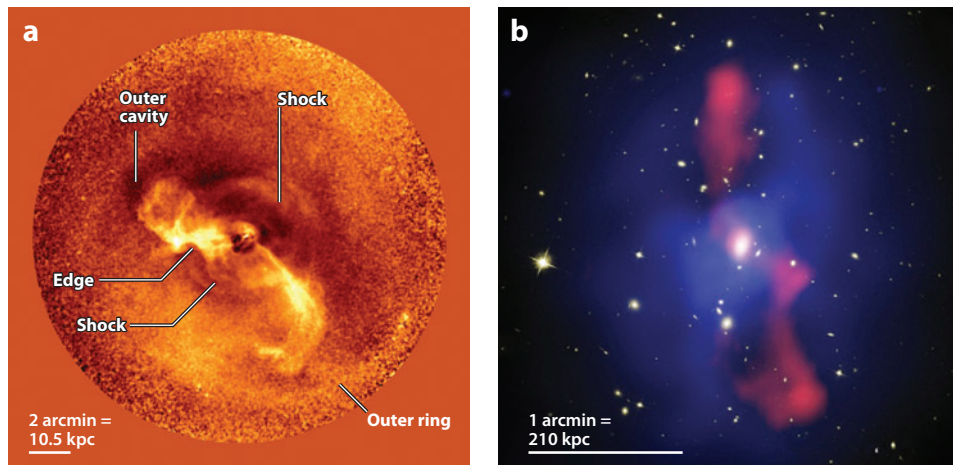 a
Outer
cavity
Shock
Edge
Shock
Outer ring
2 arcmin =
10.5 kpc
b
1 arcmin =
210 kpc